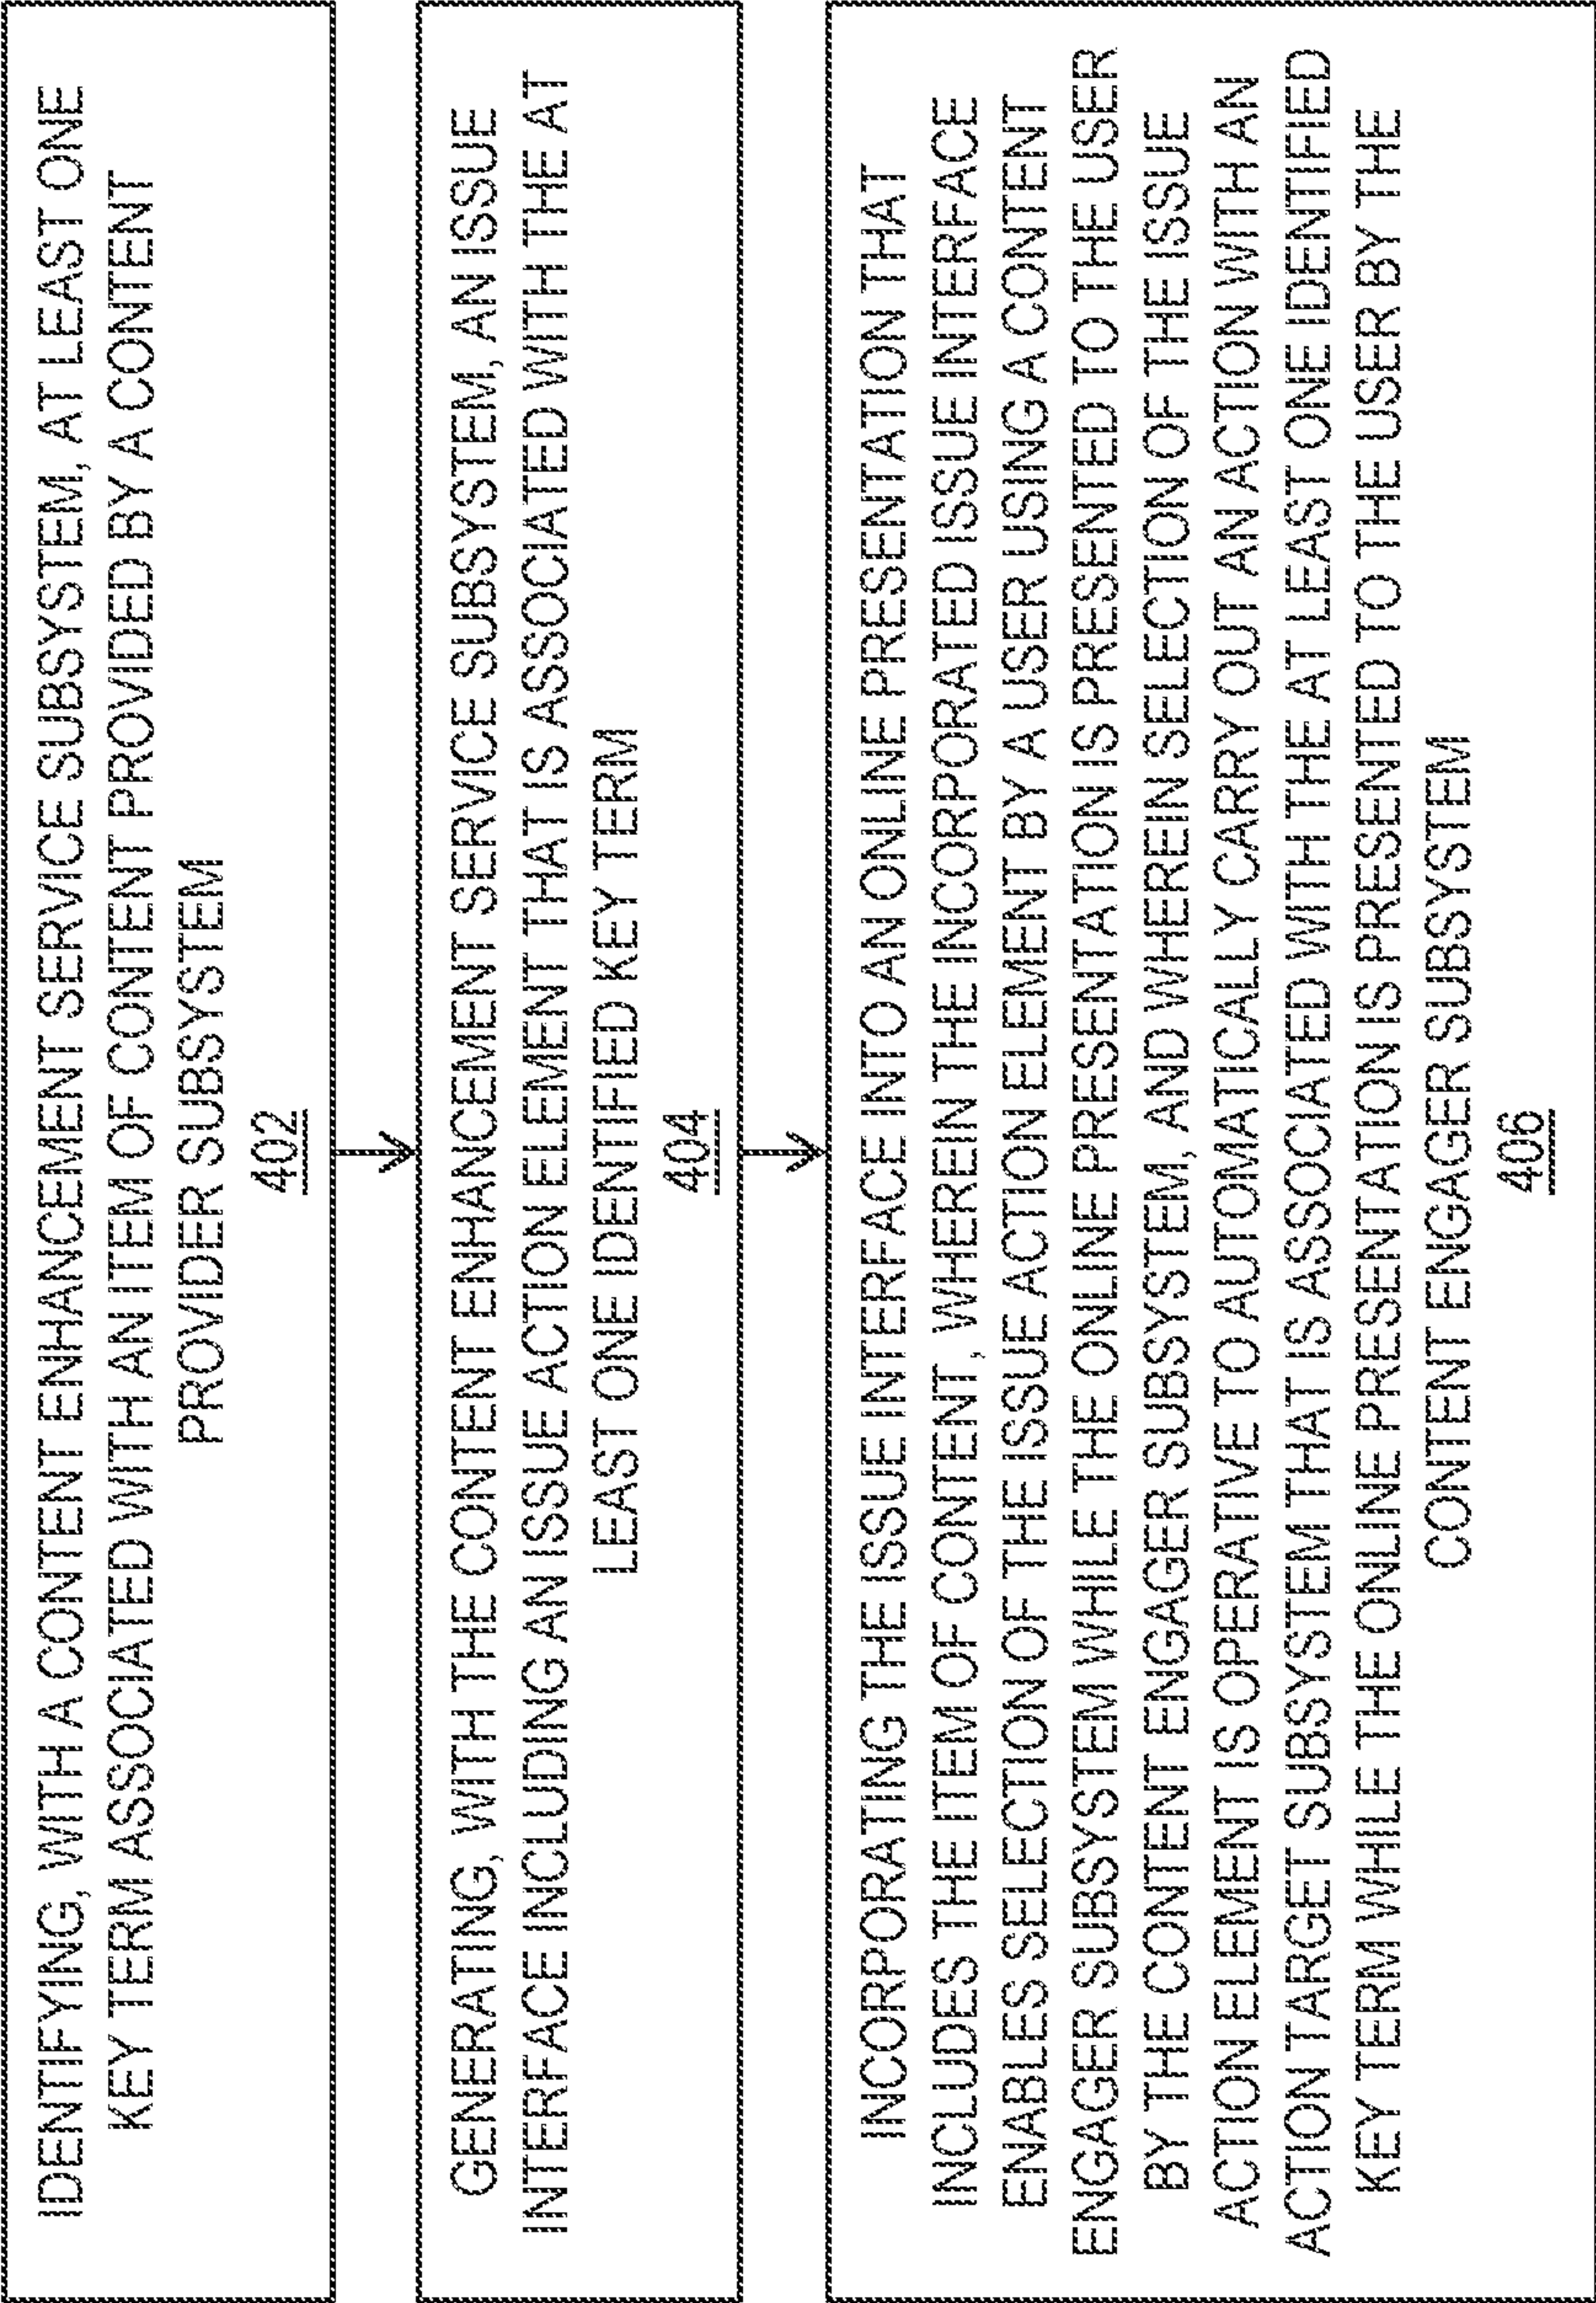 IDENTIFYING, WITH A CONTENT ENHANCEMENT SERVICE SUBSYSTEM, AT LEAST ONE
KEY TERM ASSOCIATED WITH AN ITEM OF CONTENT PROVIDED BY A CONTENT
PROVIDER SUBSYSTEM
402
GENERATING, WITH THE CONTENT ENHANCEMENT SERVICE SUBSYSTEM, AN ISSUE
INTERFACE INCLUDING AN ISSUE ACTION ELEMENT THAT IS ASSOCIATED WITH THE AT
LEAST ONE IDENTIFIED KEY TERM
404
INCORPORATING THE ISSUE INTERFACE INTO AN ONLINE PRESENTATION THAT
INCLUDES THE ITEM OF CONTENT, WHEREIN THE INCORPORATED ISSUE INTERFACE
ENABLES SELECTION OF THE ISSUE ACTION ELEMENT BY A USER USING A CONTENT
ENGAGER SUBSYSTEM WHILE THE ONLINE PRESENTATION IS PRESENTED TO THE USER
BY THE CONTENT ENGAGER SUBSYSTEM, AND WHEREIN SELECTION OF THE ISSUE
ACTION ELEMENT IS OPERATIVE TO AUTOMATICALLY CARRY OUT AN ACTION WITH AN
ACTION TARGET SUBSYSTEM THAT IS ASSOCIATED WITH THE AT LEAST ONE IDENTIFIED
KEY TERM WHILE THE ONLINE PRESENTATION IS PRESENTED TO THE USER BY THE
CONTENT ENGAGER SUBSYSTEM
406